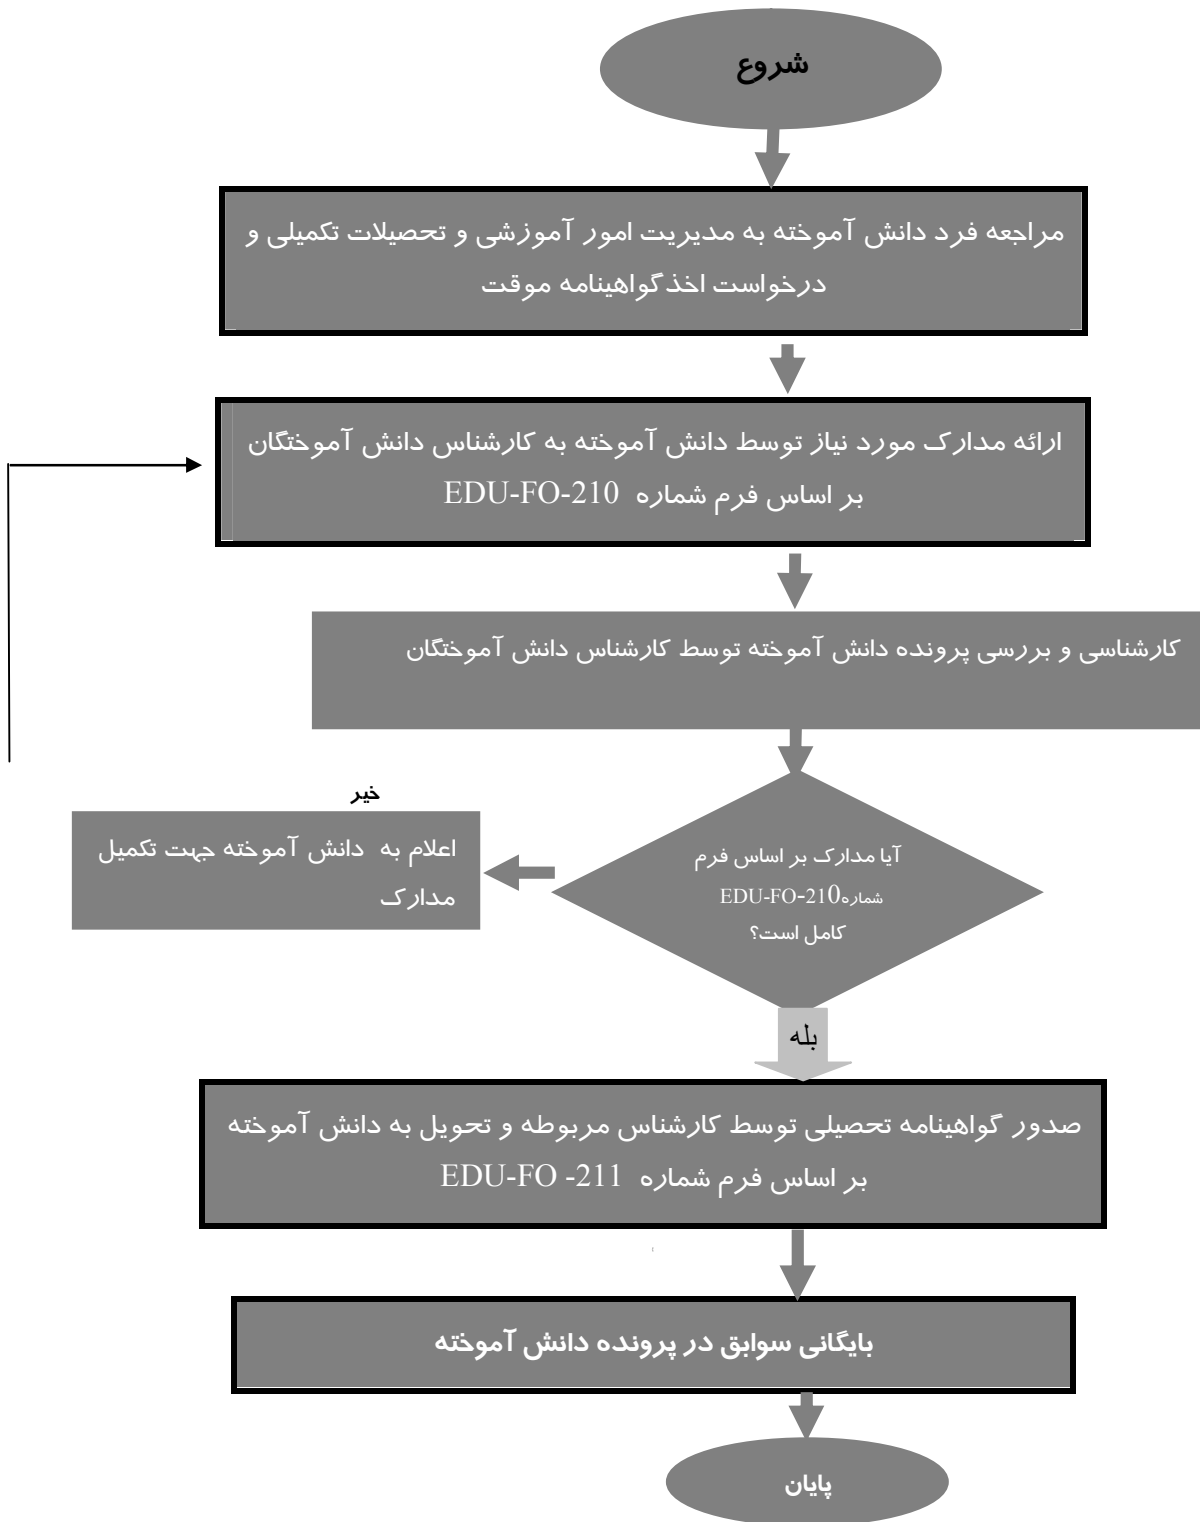 شروع
مراجعه فرد دانش آموخته به مدیریت امور آموزشی و تحصیلات تکمیلی و
درخواست اخذ گواهینامه موقت
ارائه مدارک مورد نیاز توسط دانش آموخته به کارشناس دانش آموختگان
بر اساس فرم شماره EDU-FO-210
کارشناسی و بررسی پرونده دانش آموخته توسط کارشناس دانش آموختگان
خیر
آیا مدارک بر اساس فرم
شماره EDU-FO-210
کامل است؟
اعلام به دانش آموخته جهت تکمیل
مدارک
بله
صدور گواهینامه تحصیلی توسط کارشناس مربوطه و تحویل به دانش آموخته
بر اساس فرم شماره EDU-FO -211
بایگانی سوابق در پرونده دانش آموخته
پایان